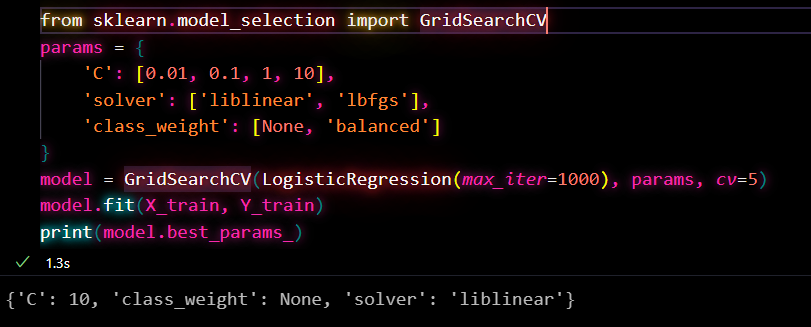 from sklearn.model_selection import GridSearchCV
params = {
    'C': [0.01, 0.1, 1, 10],
    'solver': ['liblinear', 'lbfgs'],
    'class_weight': [None, 'balanced']
}
model = GridSearchCV(LogisticRegression(max_iter=1000), params, cv=5)
model.fit(X_train, Y_train)
print(model.best_params_)
1.3s
{'C': 10, 'class_weight': None, 'solver': 'liblinear'}